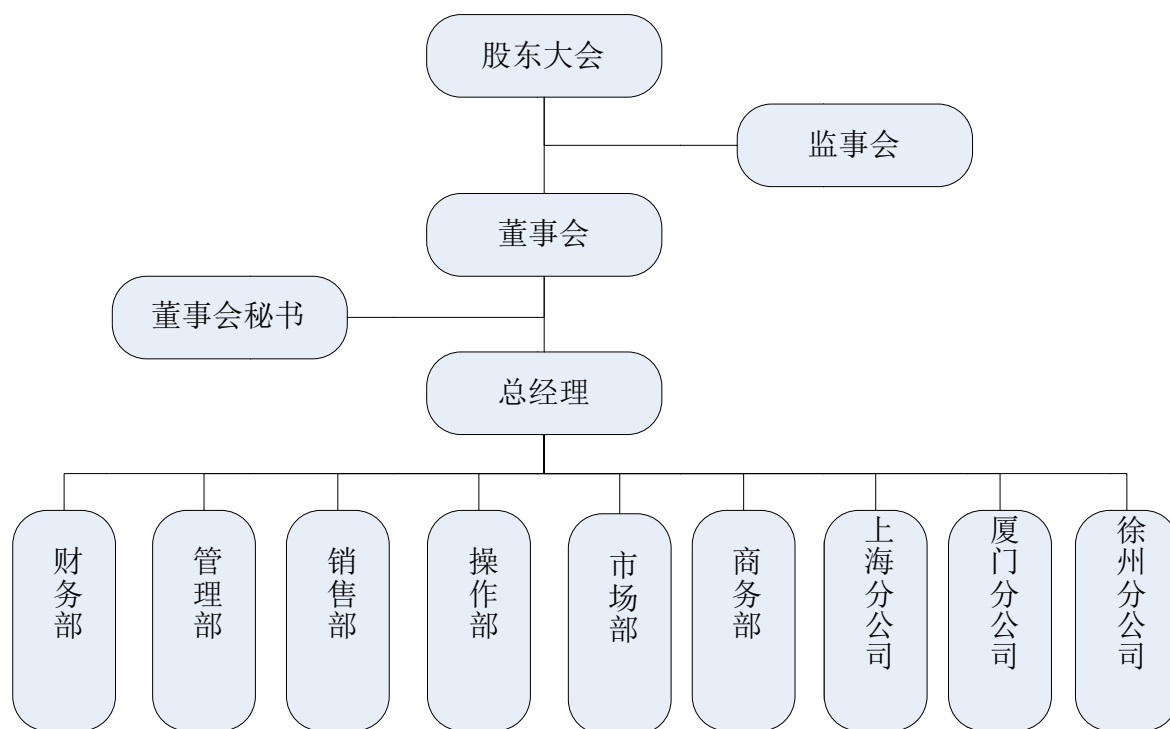 股东大会
监事会
董事会
董事会秘书
总经理
财务部
管理部
销售部
操作部
市场部
商务部
上海分公司
厦门分公司
徐州分公司